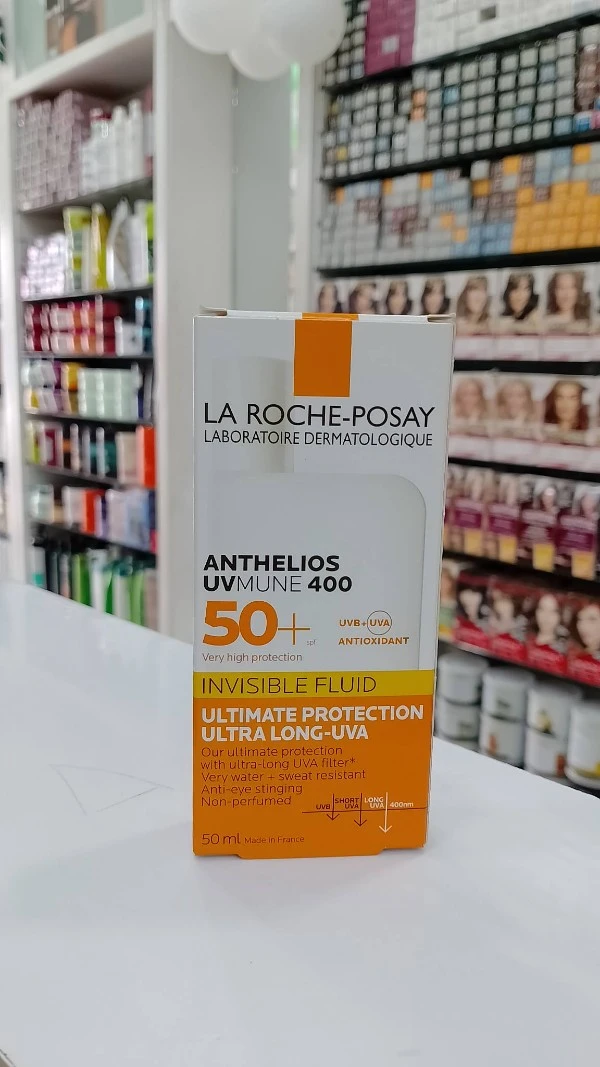 LA ROCHE-POSAY
LABORATOIRE DERMATOLOGIQUE
ANTHELIOS
UVMUNE 400
50+ spf
UVB+UVA
ANTIOXIDANT
Very high protection
INVISIBLE FLUID
ULTIMATE PROTECTION
ULTRA LONG-UVA
Our ultimate protection
with ultra-long UVA filter*
Very water + sweat resistant
Anti-eye stinging
Non-perfumed
UVB
SHORT UVA
LONG UVA
400nm
50 ml Made in France